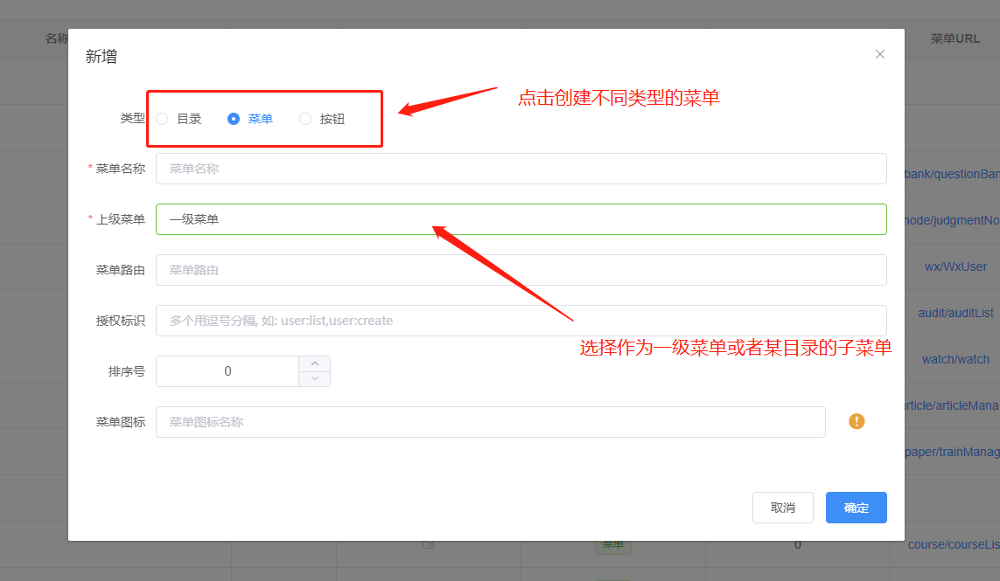 名称
菜单URL
新增
点击创建不同类型的菜单
类型 目录 菜单 按钮
* 菜单名称 菜单名称
bank/questionBan
* 上级菜单 一级菜单
node/judgmentNo
菜单路由 菜单路由
wx/WxUser
授权标识 多个用逗号分隔, 如: user:list,user:create
audit/auditList
选择作为一级菜单或者某目录的子菜单
watch/watch
排序号 0
article/articleMana
菜单图标 菜单图标名称
paper/trainManag
取消 确定
菜单 0 course/courseLis